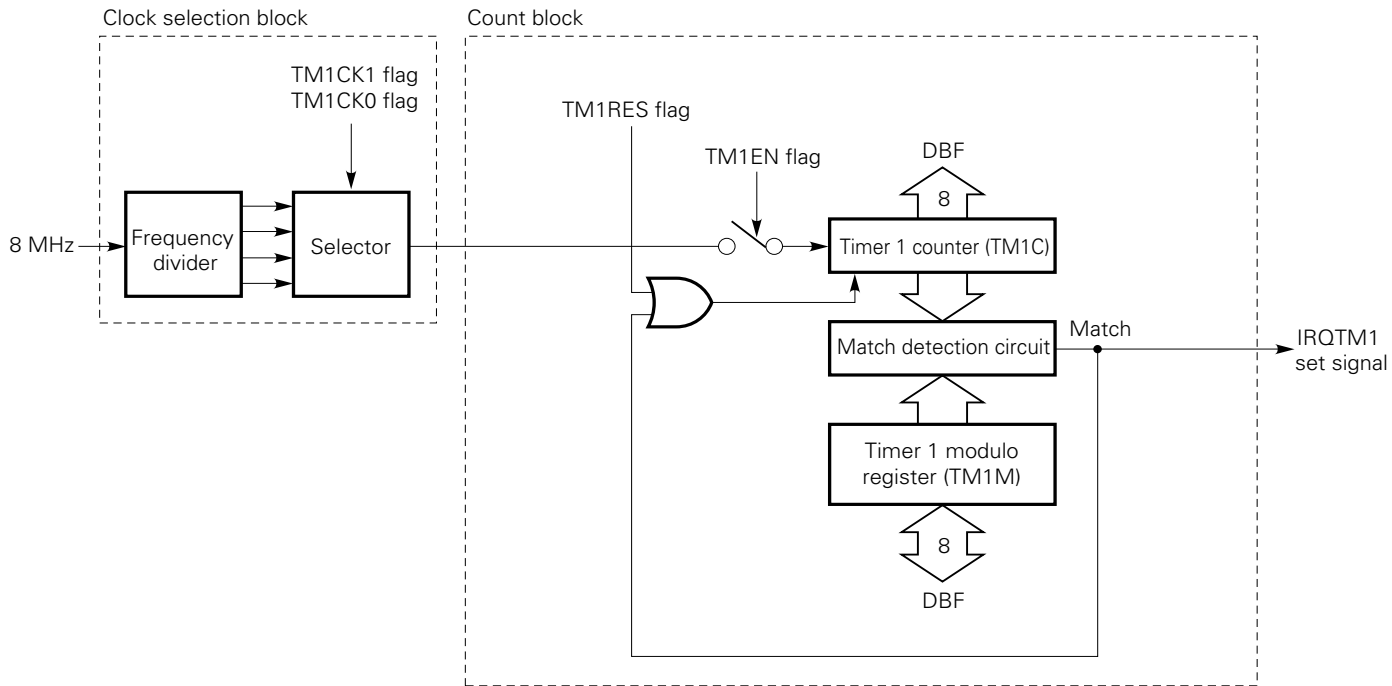 Clock selection block
Count block
TM1CK1 flag
TM1CK0 flag
TM1RES flag
TM1EN flag
DBF
8
8 MHz
Frequency
divider
Selector
Timer 1 counter (TM1C)
Match detection circuit
Match
IRQTM1
set signal
Timer 1 modulo
register (TM1M)
8
DBF